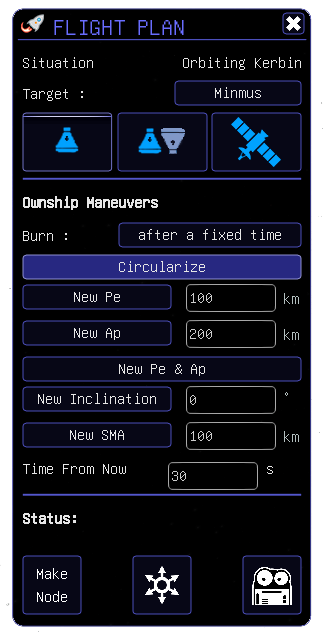 FLIGHT PLAN
Situation Orbiting Kerbin
Target : Minmus
Ownship Maneuvers
Burn : after a fixed time
Circularize
New Pe 100 km
New Ap 200 km
New Pe & Ap
New Inclination 0 °
New SMA 100 km
Time From Now 30 s
Status:
Make
Node